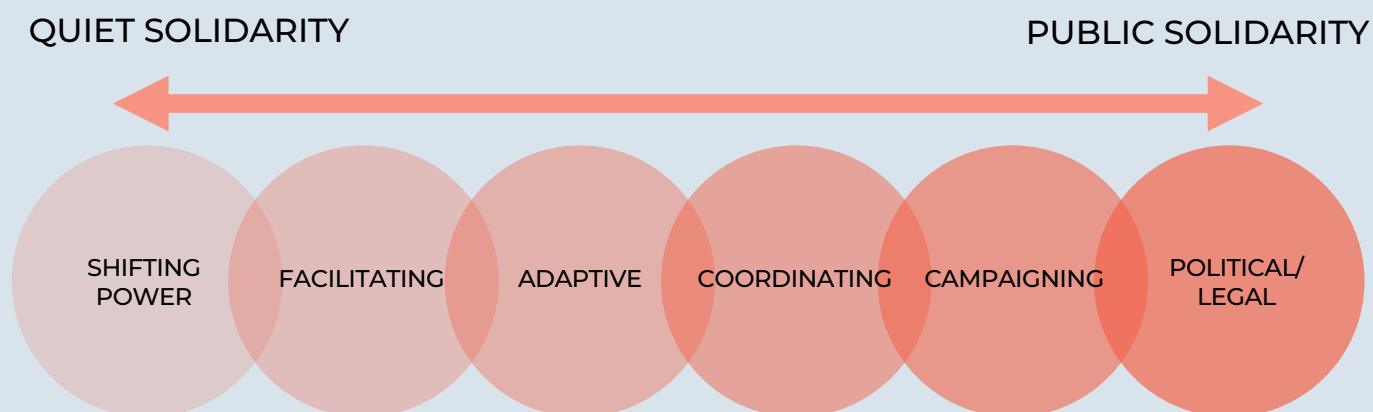 QUIET SOLIDARITY
PUBLIC SOLIDARITY
SHIFTING
POWER
FACILITATING
ADAPTIVE
COORDINATING
CAMPAIGNING
POLITICAL/
LEGAL